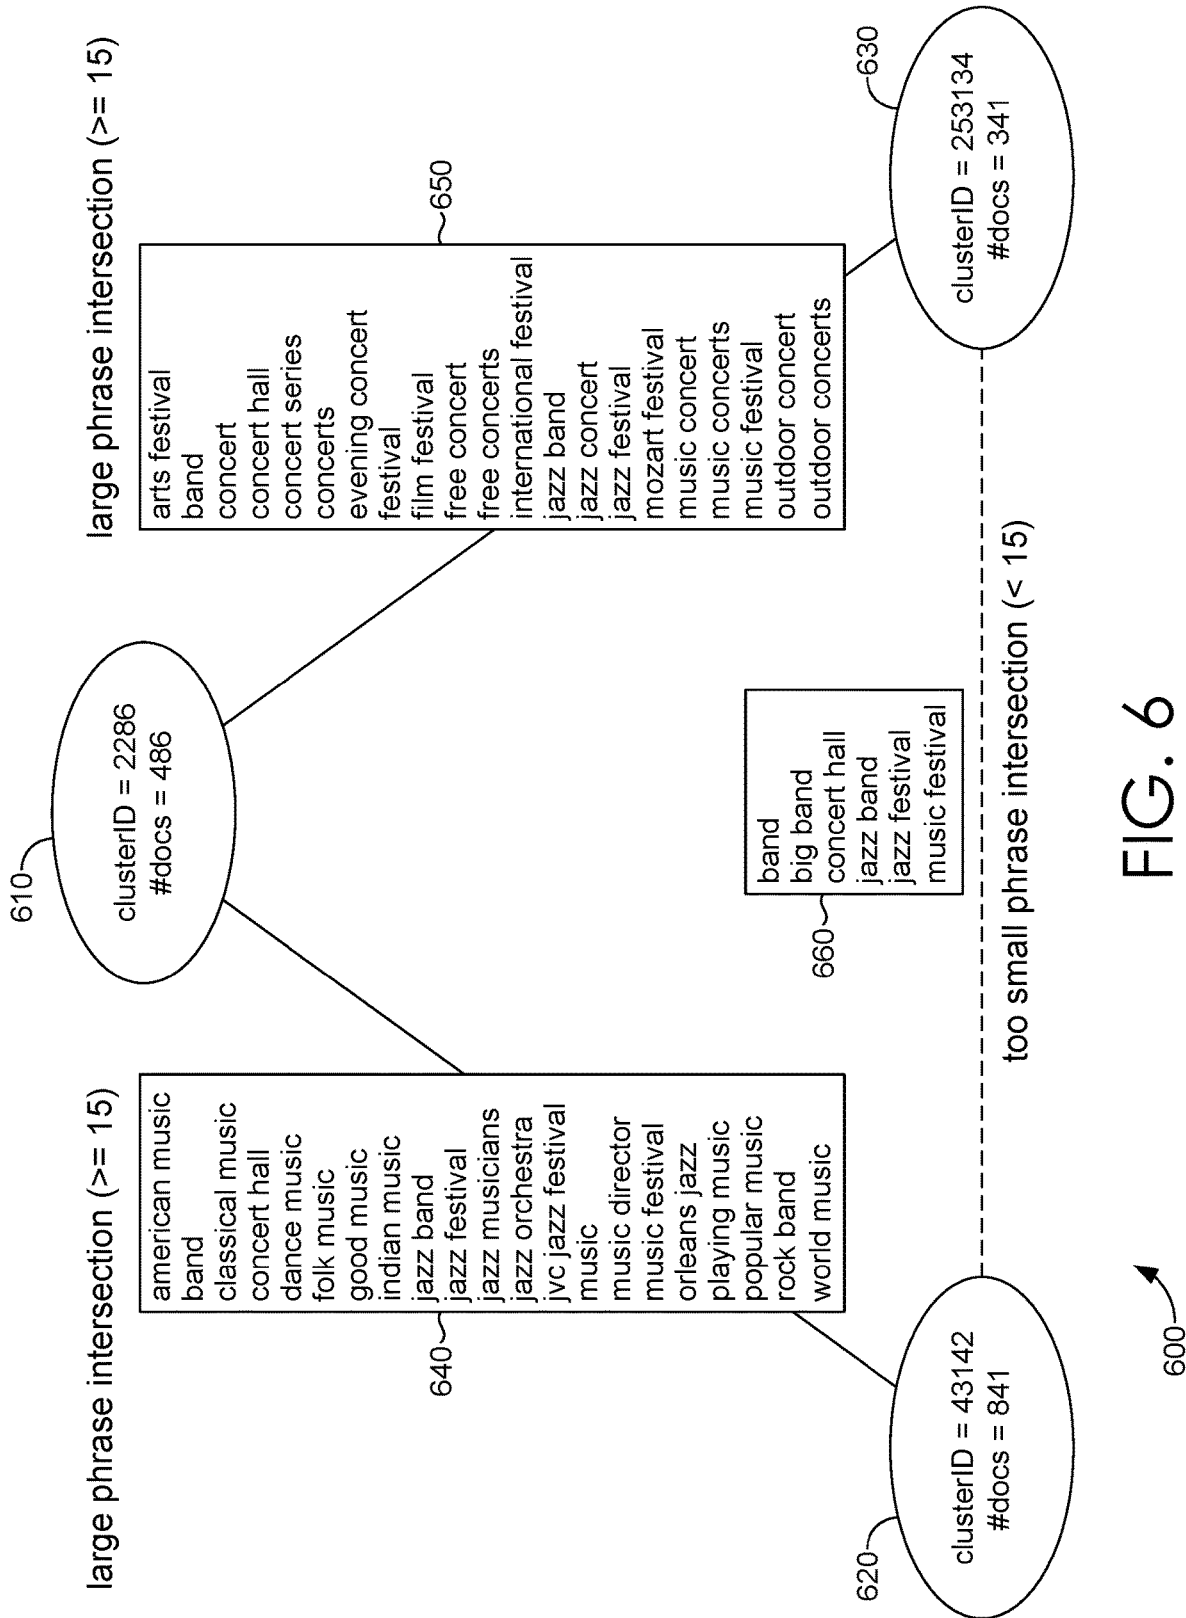 large phrase intersection (>= 15)
large phrase intersection (>= 15)
610
clusterID = 2286
#docs = 486
640
american music
band
classical music
concert hall
dance music
folk music
good music
indian music
jazz band
jazz festival
jazz musicians
jazz orchestra
jvc jazz festival
music
music director
music festival
orleans jazz
playing music
popular music
rock band
world music
650
arts festival
band
concert
concert hall
concert series
concerts
evening concert
festival
film festival
free concert
free concerts
international festival
jazz band
jazz concert
jazz festival
mozart festival
music concert
music concerts
music festival
outdoor concert
outdoor concerts
660
band
big band
concert hall
jazz band
jazz festival
music festival
620
clusterID = 43142
#docs = 841
630
clusterID = 253134
#docs = 341
too small phrase intersection (< 15)
600
FIG. 6